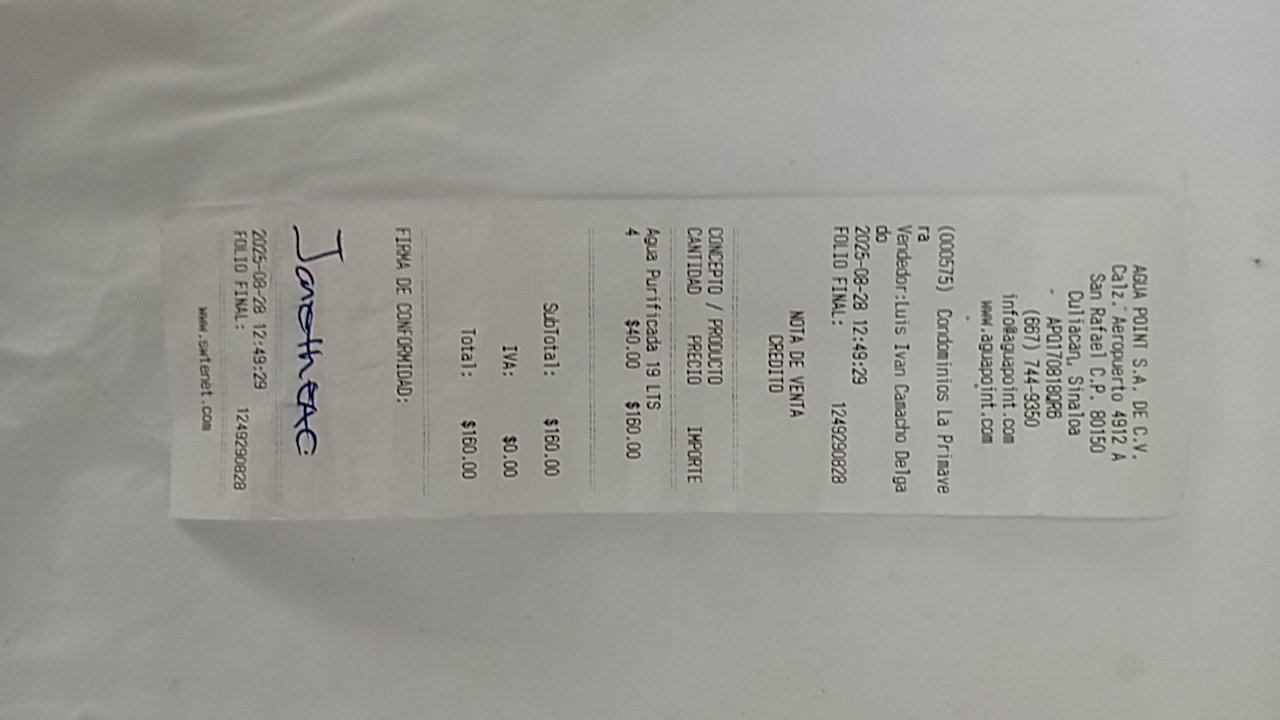 AGUA POINT S.A. DE C.V.
Calz. Aeropuerto 4912 A
San Rafael C.P. 80150
Culiacan, Sinaloa
APQ170818QR6
(667) 744-9350
info@aguapoint.com
www.aguapoint.com
(000575) Condominios La Primave
ra
Vendedor:Luis Ivan Camacho Delga
do
2025-08-28 12:49:29
FOLIO FINAL: 1249290828
NOTA DE VENTA
CREDITO
CONCEPTO / PRODUCTO
CANTIDAD PRECIO IMPORTE
Agua Purificada 19 LTS
4 $40.00 $160.00
SubTotal: $160.00
IVA: $0.00
Total: $160.00
FIRMA DE CONFORMIDAD:
2025-08-28 12:49:29
FOLIO FINAL: 1249290828
www.swtenet.com